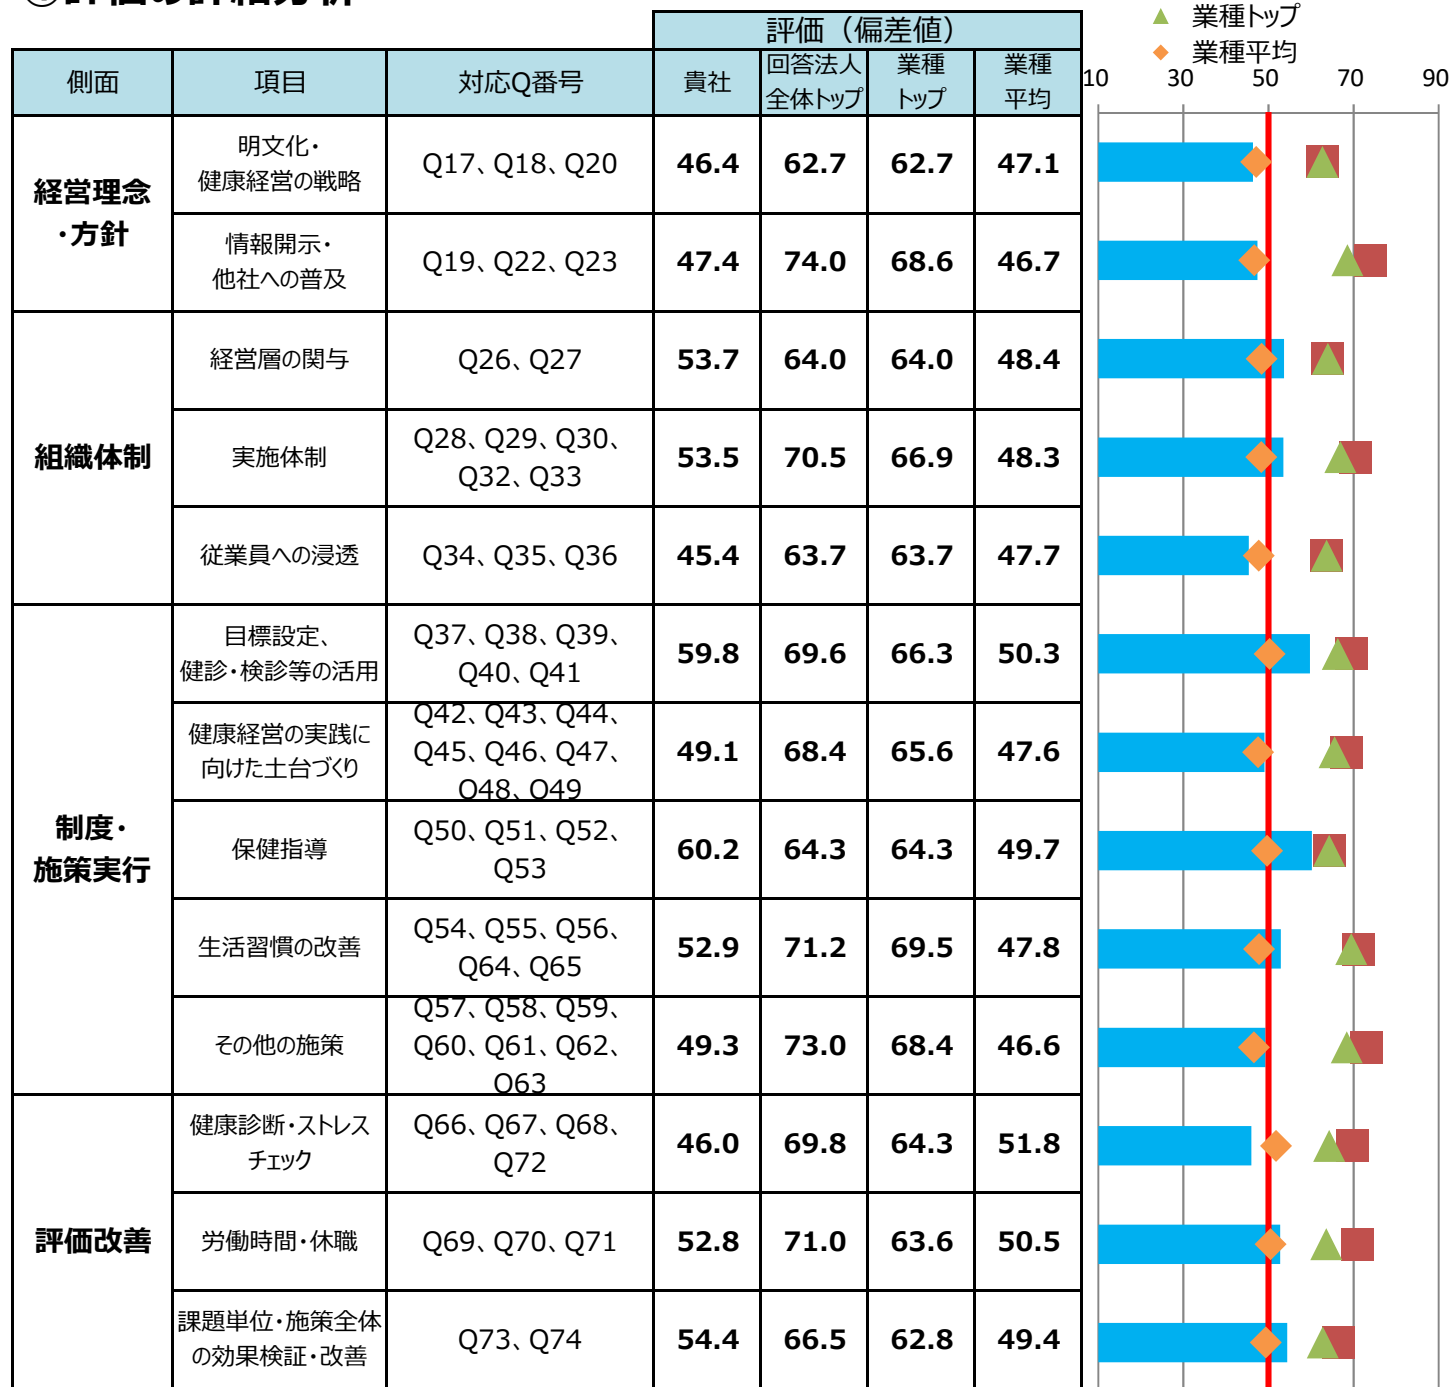 ①評価の詳細分析
▲ 業種トップ
◆ 業種平均
評価（偏差値）
側面 項目 対応Q番号 貴社 回答法人全体トップ 業種トップ 業種平均
10 30 50 70 90
経営理念・方針
明文化・
健康経営の戦略
Q17、Q18、Q20 46.4 62.7 62.7 47.1
情報開示・
他社への普及
Q19、Q22、Q23 47.4 74.0 68.6 46.7
組織体制
経営層の関与 Q26、Q27 53.7 64.0 64.0 48.4
実施体制
Q28、Q29、Q30、
Q32、Q33
53.5 70.5 66.9 48.3
従業員への浸透 Q34、Q35、Q36 45.4 63.7 63.7 47.7
制度・
施策実行
目標設定、
健診・検診等の活用
Q37、Q38、Q39、
Q40、Q41
59.8 69.6 66.3 50.3
健康経営の実践に
向けた土台づくり
Q42、Q43、Q44、
Q45、Q46、Q47、
Q48、Q49
49.1 68.4 65.6 47.6
保健指導
Q50、Q51、Q52、
Q53
60.2 64.3 64.3 49.7
生活習慣の改善
Q54、Q55、Q56、
Q64、Q65
52.9 71.2 69.5 47.8
その他の施策
Q57、Q58、Q59、
Q60、Q61、Q62、
Q63
49.3 73.0 68.4 46.6
評価改善
健康診断・ストレス
チェック
Q66、Q67、Q68、
Q72
46.0 69.8 64.3 51.8
労働時間・休職 Q69、Q70、Q71 52.8 71.0 63.6 50.5
課題単位・施策全体
の効果検証・改善
Q73、Q74 54.4 66.5 62.8 49.4